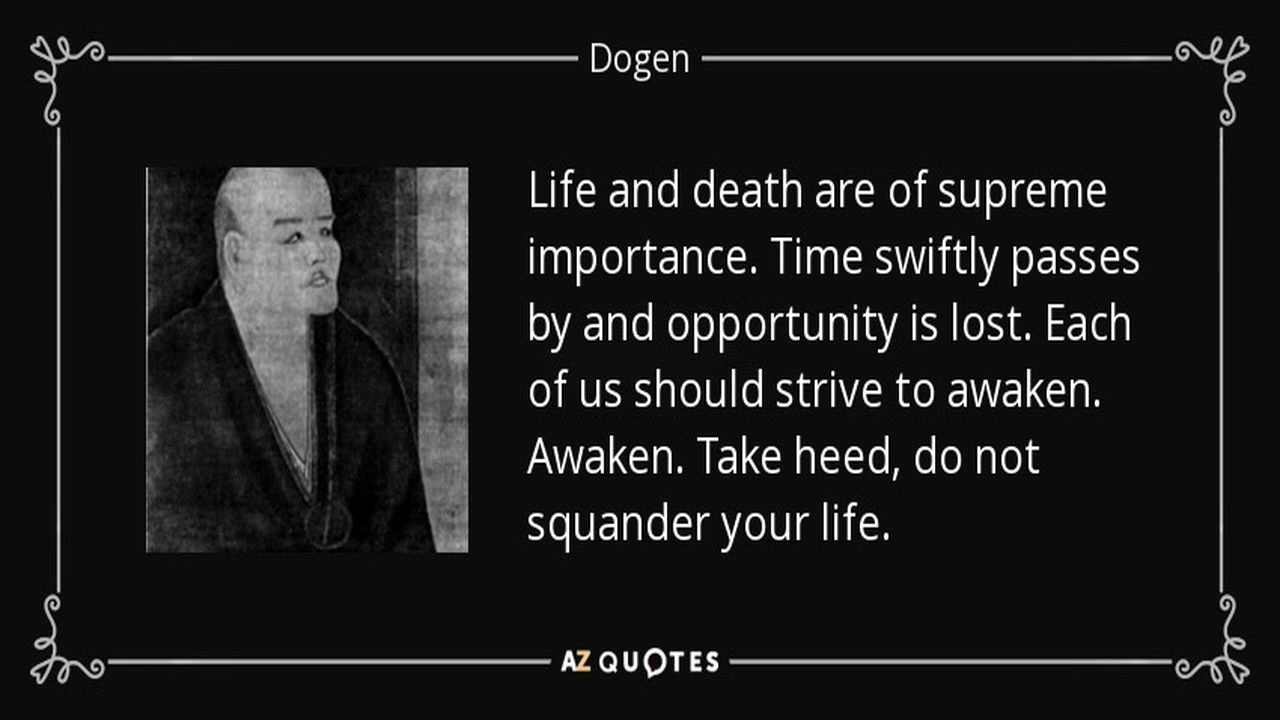 Dogen
Life and death are of supreme
importance. Time swiftly passes
by and opportunity is lost. Each
of us should strive to awaken.
Awaken. Take heed, do not
squander your life.
AZ QUOTES